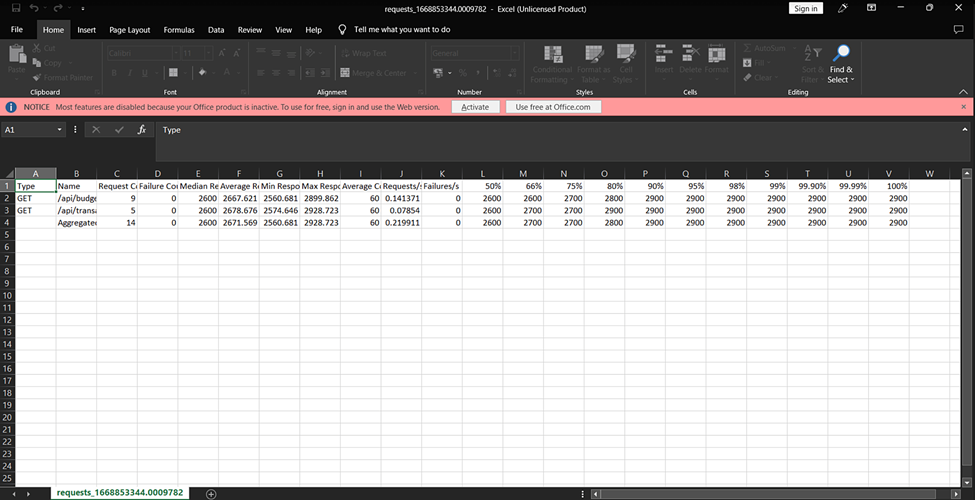 requests_1668853344.0009782 - Excel (Unlicensed Product)
Sign in
File Home Insert Page Layout Formulas Data Review View Help Tell me what you want to do
Cut
Copy
Format Painter
Paste
Clipboard
Calibri 11
B I U
Font
Wrap Text
Merge & Center
Alignment
General
Number
Conditional Formatting
Format as Table
Cell Styles
Styles
Insert Delete Format
Cells
AutoSum
Fill
Clear
Sort & Filter
Find & Select
Editing
NOTICE Most features are disabled because your Office product is inactive. To use for free, sign in and use the Web version. Activate Use free at Office.com
A1 fx Type
A B C D E F G H I J K L M N O P Q R S T U V W
1 Type Name Request C Failure Cou Median Re Average Re Min Respo Max Respo Average Co Requests/s Failures/s 50% 66% 75% 80% 90% 95% 98% 99% 99.90% 99.99% 100%
2 GET /api/budge 9 0 2600 2667.621 2560.681 2899.862 60 0.141371 0 2600 2600 2700 2800 2900 2900 2900 2900 2900 2900 2900
3 GET /api/transa 5 0 2600 2678.676 2574.646 2928.723 60 0.07854 0 2600 2700 2700 2900 2900 2900 2900 2900 2900 2900 2900
4 Aggregated 14 0 2600 2671.569 2560.681 2928.723 60 0.219911 0 2600 2700 2700 2800 2900 2900 2900 2900 2900 2900 2900
5
6
7
8
9
10
11
12
13
14
15
16
17
18
19
20
21
22
23
24
25
requests_1668853344.0009782